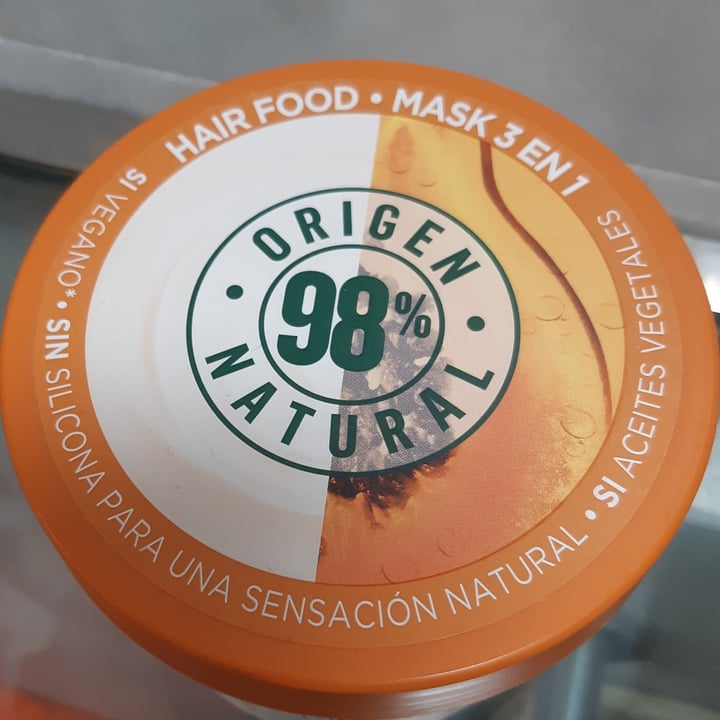 HAIR FOOD • MASK 3 EN 1
SI VEGANO* • SIN SILICONA PARA UNA SENSACIÓN NATURAL • SI ACEITES VEGETALES
• ORIGEN •
98%
NATURAL